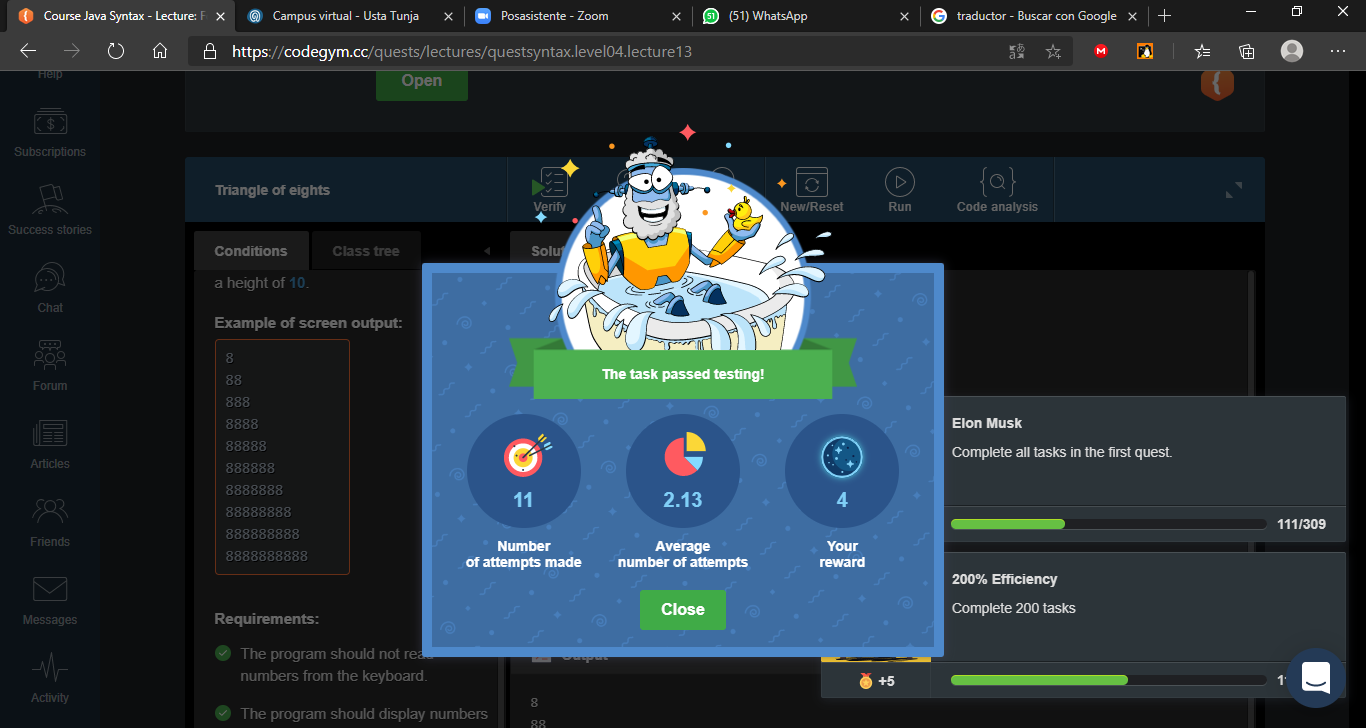 Course Java Syntax - Lecture: F
Campus virtual - Usta Tunja
Posasistente - Zoom
51
(51) WhatsApp
traductor - Buscar con Google
https://codegym.cc/quests/lectures/questsyntax.level04.lecture13
Help
Subscriptions
Success stories
Chat
Forum
Articles
Friends
Messages
Activity
Open
Triangle of eights
Verify
New/Reset
Run
Code analysis
Conditions
Class tree
Solut
a height of 10.
Example of screen output:
8
88
888
8888
88888
888888
8888888
88888888
888888888
8888888888
Requirements:
The program should not read
numbers from the keyboard.
The program should display numbers
The task passed testing!
11
Number
of attempts made
2.13
Average
number of attempts
4
Your
reward
Close
Output
8
88
Elon Musk
Complete all tasks in the first quest.
111/309
200% Efficiency
Complete 200 tasks
+5